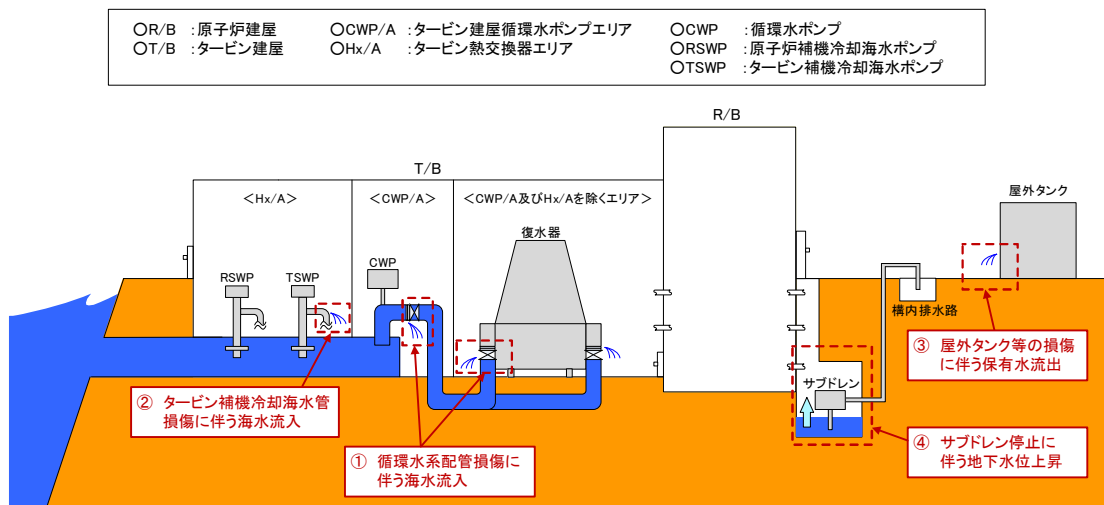 ○R/B ：原子炉建屋
○T/B ：タービン建屋
○CWP/A ：タービン建屋循環水ポンプエリア
○Hx/A ：タービン熱交換器エリア
○CWP ：循環水ポンプ
○RSWP ：原子炉補機冷却海水ポンプ
○TSWP ：タービン補機冷却海水ポンプ
R/B
T/B
＜Hx/A＞
＜CWP/A＞
＜CWP/A及びHx/Aを除くエリア＞
屋外タンク
復水器
RSWP
TSWP
CWP
構内排水路
③ 屋外タンク等の損傷
に伴う保有水流出
サブドレン
② タービン補機冷却海水管
損傷に伴う海水流入
① 循環水系配管損傷に
伴う海水流入
④ サブドレン停止に
伴う地下水位上昇